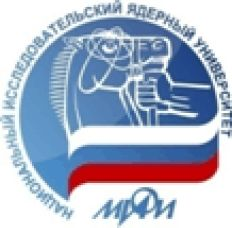 НАЦИОНАЛЬНЫЙ ИССЛЕДОВАТЕЛЬСКИЙ ЯДЕРНЫЙ УНИВЕРСИТЕТ
МИФИ